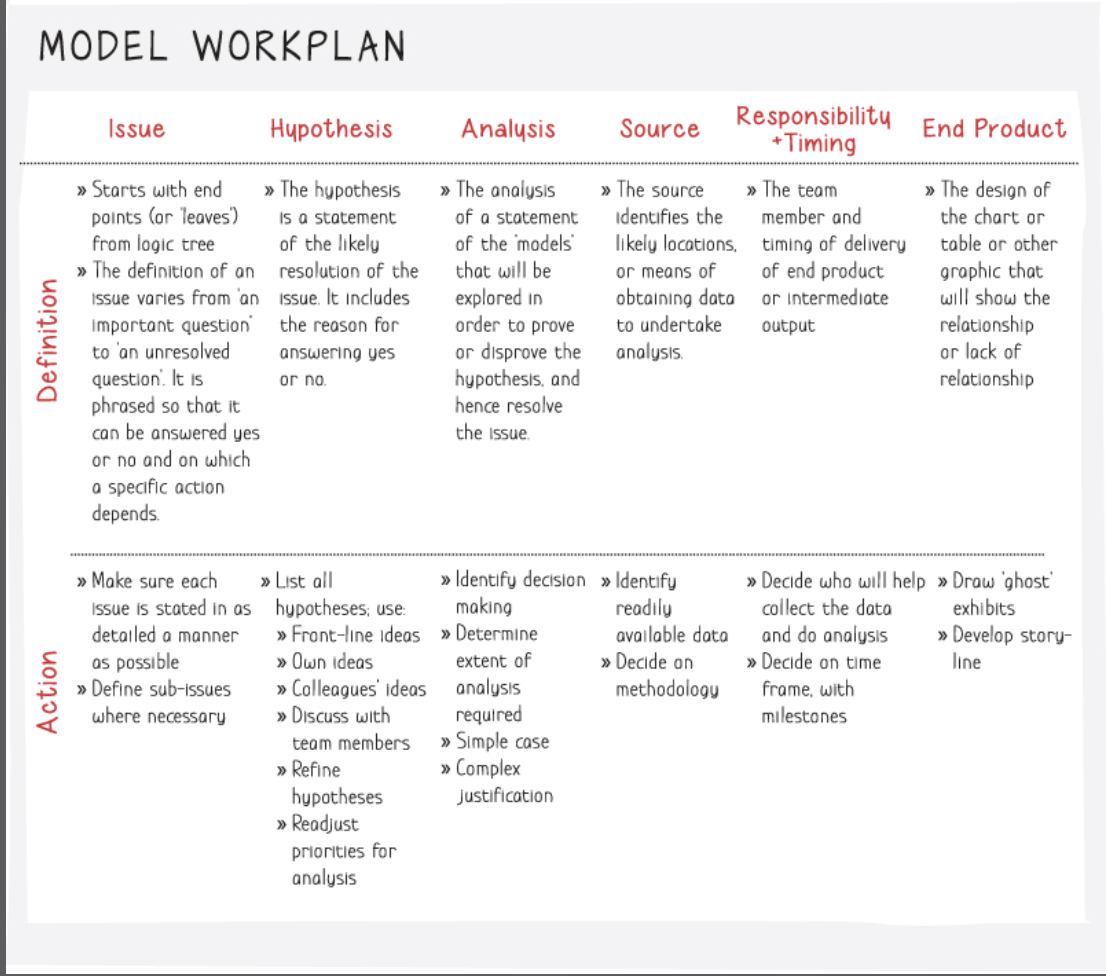 MODEL WORKPLAN
Issue
Hypothesis
Analysis
Source
Responsibility
+Timing
End Product
Definition
» Starts with end
points (or 'leaves')
from logic tree
» The definition of an
issue varies from 'an
important question'
to 'an unresolved
question'. It is
phrased so that it
can be answered yes
or no and on which
a specific action
depends.
» The hypothesis
is a statement
of the likely
resolution of the
issue. It includes
the reason for
answering yes
or no.
» The analysis
of a statement
of the 'models'
that will be
explored in
order to prove
or disprove the
hypothesis, and
hence resolve
the issue.
» The source
identifies the
likely locations,
or means of
obtaining data
to undertake
analysis.
» The team
member and
timing of delivery
of end product
or intermediate
output
» The design of
the chart or
table or other
graphic that
will show the
relationship
or lack of
relationship
Action
» Make sure each
issue is stated in as
detailed a manner
as possible
» Define sub-issues
where necessary
» List all
hypotheses; use:
» Front-line ideas
» Own ideas
» Colleagues' ideas
» Discuss with
team members
» Refine
hypotheses
» Readjust
priorities for
analysis
» Identify decision
making
» Determine
extent of
analysis
required
» Simple case
» Complex
justification
» Identify
readily
available data
» Decide on
methodology
» Decide who will help
collect the data
and do analysis
» Decide on time
frame, with
milestones
» Draw 'ghost'
exhibits
» Develop story-
line